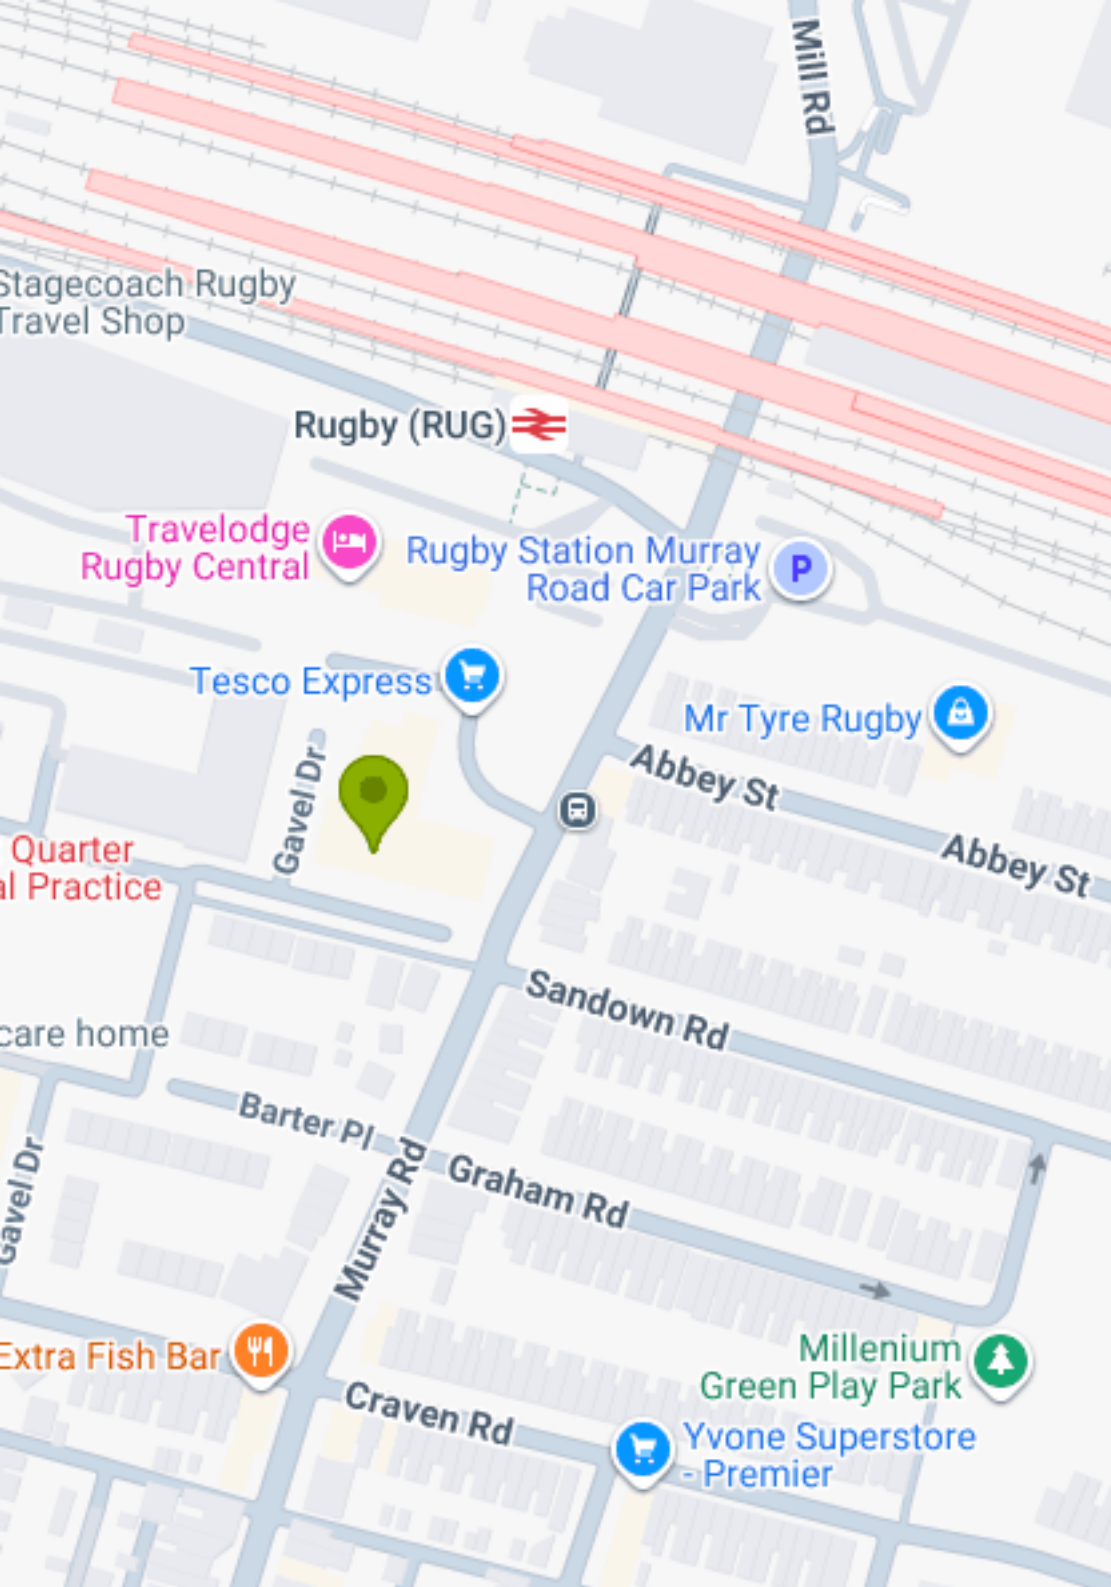 Mill Rd
Stagecoach Rugby
Travel Shop
Rugby (RUG)
Travelodge
Rugby Central
Rugby Station Murray
Road Car Park
P
Tesco Express
Mr Tyre Rugby
Abbey St
Gavel Dr
Abbey St
Quarter
al Practice
Sandown Rd
care home
Barter Pl
Gavel Dr
Graham Rd
Murray Rd
Extra Fish Bar
Millenium
Green Play Park
Craven Rd
Yvone Superstore
- Premier